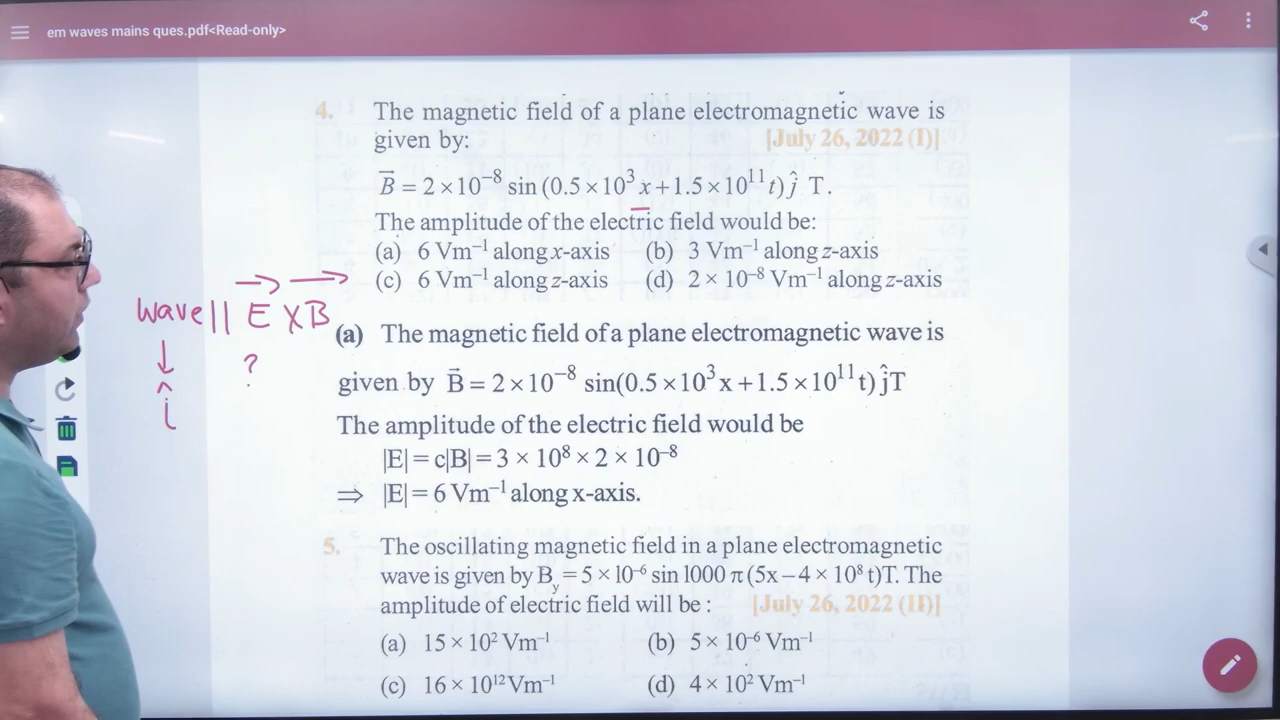 em waves mains ques.pdf<Read-only>
4. The magnetic field of a plane electromagnetic wave is
given by: [July 26, 2022 (I)]
B⃗ = 2 × 10⁻⁸ sin (0.5 × 10³ x + 1.5 × 10¹¹ t) ĵ T.
The amplitude of the electric field would be:
(a) 6 Vm⁻¹ along x-axis (b) 3 Vm⁻¹ along z-axis
(c) 6 Vm⁻¹ along z-axis (d) 2 × 10⁻⁸ Vm⁻¹ along z-axis
wave || E⃗ × B⃗
↓ ?
î
(a) The magnetic field of a plane electromagnetic wave is
given by B⃗ = 2 × 10⁻⁸ sin(0.5 × 10³ x + 1.5 × 10¹¹ t) ĵT
The amplitude of the electric field would be
|E| = c|B| = 3 × 10⁸ × 2 × 10⁻⁸
⇒ |E| = 6 Vm⁻¹ along x-axis.
5. The oscillating magnetic field in a plane electromagnetic
wave is given by B_y = 5 × 10⁻⁶ sin 1000 π (5x – 4 × 10⁸ t)T. The
amplitude of electric field will be : [July 26, 2022 (II)]
(a) 15 × 10² Vm⁻¹ (b) 5 × 10⁻⁶ Vm⁻¹
(c) 16 × 10¹² Vm⁻¹ (d) 4 × 10² Vm⁻¹